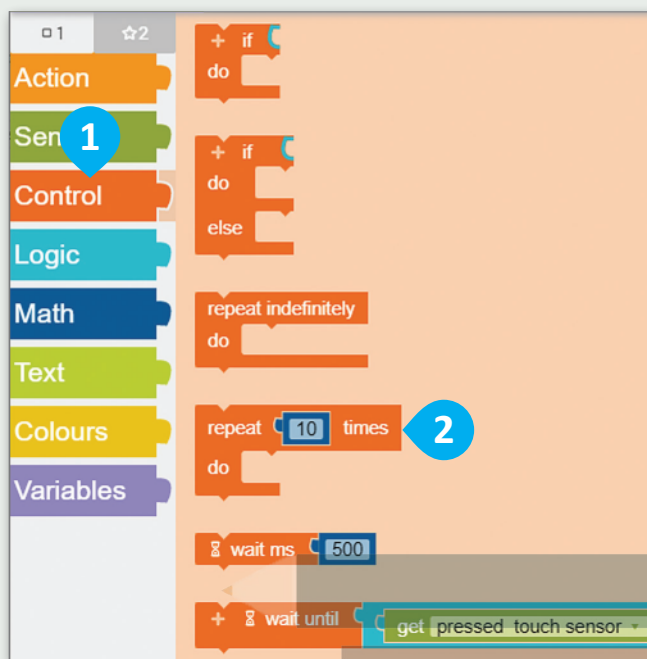 1
2
Action
Sen
1
Control
Logic
Math
Text
Colours
Variables
+ if
do
+ if
do
else
repeat indefinitely
do
repeat 10 times
2
do
wait ms 500
+ wait until get pressed touch sensor